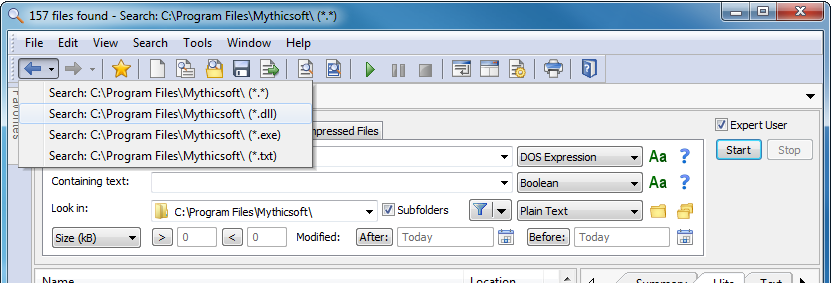 157 files found - Search: C:\Program Files\Mythicsoft\ (*.*)
File Edit View Search Tools Window Help
Search: C:\Program Files\Mythicsoft\ (*.*)
Search: C:\Program Files\Mythicsoft\ (*.dll)
Search: C:\Program Files\Mythicsoft\ (*.exe)
Search: C:\Program Files\Mythicsoft\ (*.txt)
Favorites
mpressed Files
Expert User
DOS Expression Aa ? Start Stop
Containing text: Boolean Aa ?
Look in: C:\Program Files\Mythicsoft\ Subfolders Plain Text
Size (kB) > 0 < 0 Modified: After: Today Before: Today
Name Location Summary Hits Text